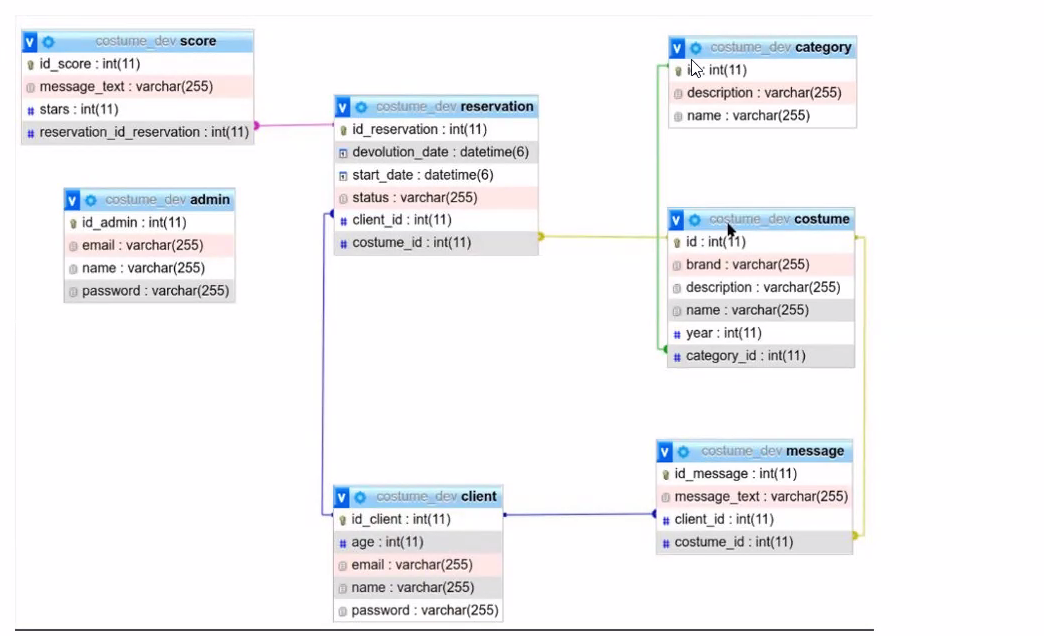 costume_dev score
id_score : int(11)
message_text : varchar(255)
stars : int(11)
reservation_id_reservation : int(11)
costume_dev admin
id_admin : int(11)
email : varchar(255)
name : varchar(255)
password : varchar(255)
costume_dev reservation
id_reservation : int(11)
devolution_date : datetime(6)
start_date : datetime(6)
status : varchar(255)
client_id : int(11)
costume_id : int(11)
costume_dev client
id_client : int(11)
age : int(11)
email : varchar(255)
name : varchar(255)
password : varchar(255)
costume_dev category
: int(11)
description : varchar(255)
name : varchar(255)
costume_dev costume
id : int(11)
brand : varchar(255)
description : varchar(255)
name : varchar(255)
year : int(11)
category_id : int(11)
costume_dev message
id_message : int(11)
message_text : varchar(255)
client_id : int(11)
costume_id : int(11)